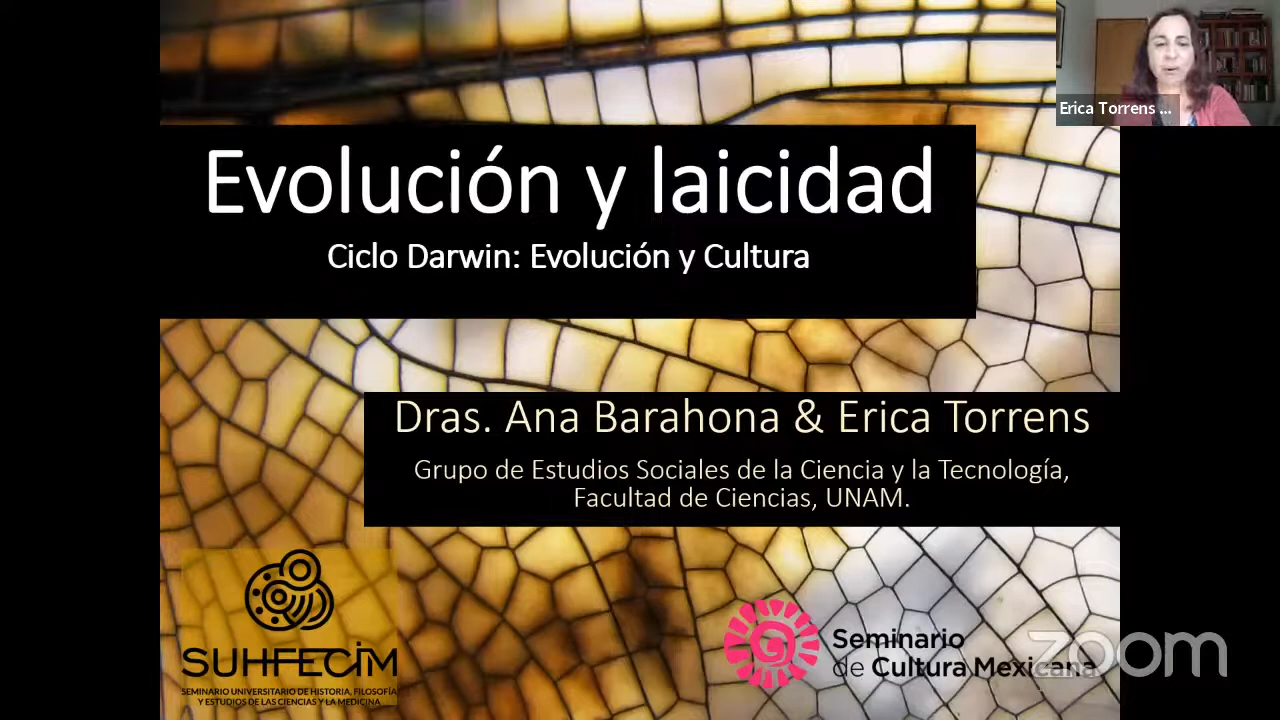 Erica Torrens ...
Evolución y laicidad
Ciclo Darwin: Evolución y Cultura
Dras. Ana Barahona & Erica Torrens
Grupo de Estudios Sociales de la Ciencia y la Tecnología,
Facultad de Ciencias, UNAM.
SUHFECIM
SEMINARIO UNIVERSITARIO DE HISTORIA, FILOSOFÍA
Y ESTUDIOS DE LAS CIENCIAS Y LA MEDICINA
Seminario
de Cultura Mexicana
zoom